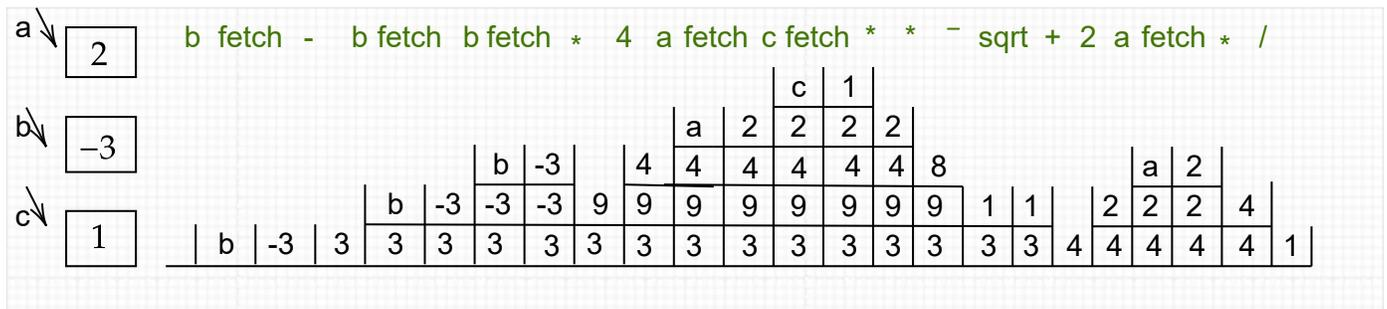 a 2 b fetch - b fetch b fetch * 4 a fetch c fetch * * − sqrt + 2 a fetch * /
c 1
b a 2 2 2 2
−3 b -3 4 4 4 4 4 4 8 a 2
c b -3 -3 -3 9 9 9 9 9 9 9 9 1 1 2 2 2 4
1 b -3 3 3 3 3 3 3 3 3 3 3 3 3 3 3 3 4 4 4 4 4 1